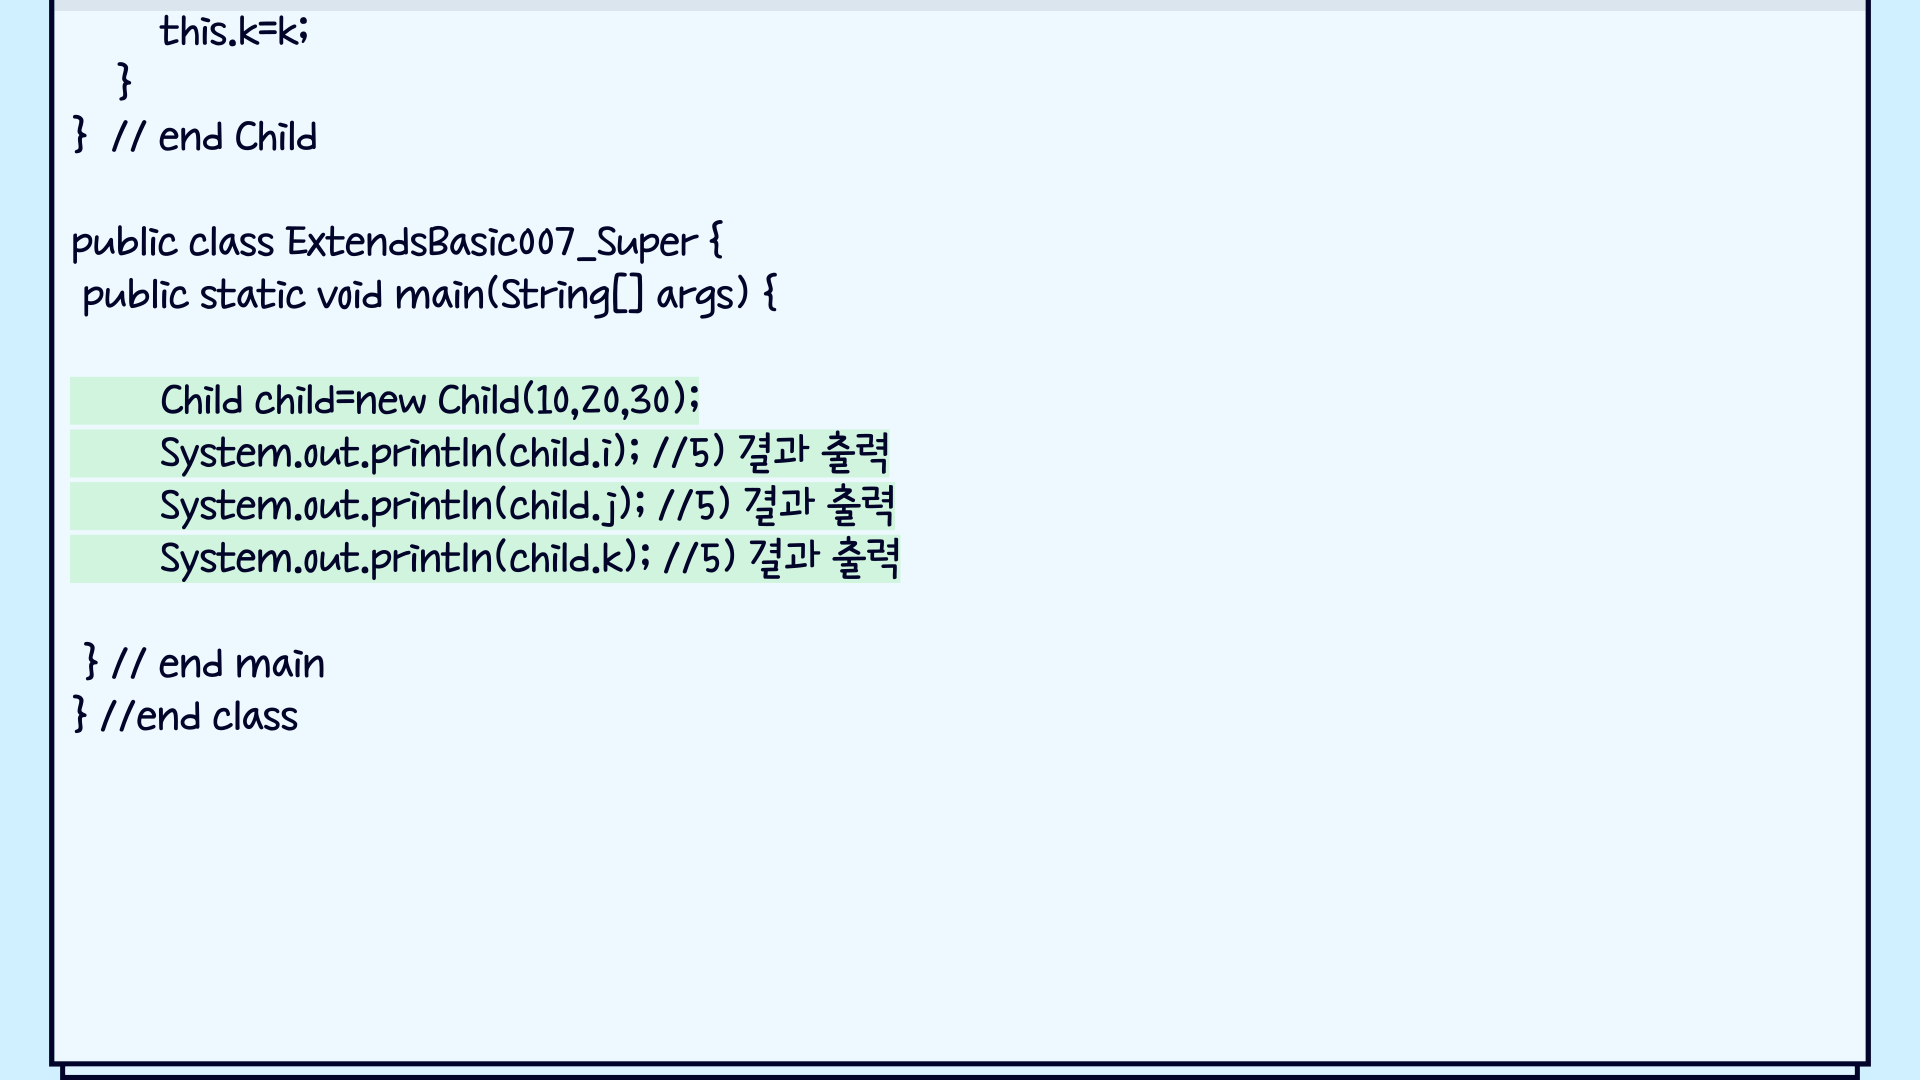 this.k=k;
}
} // end Child
public class ExtendsBasic007_Super {
public static void main(String[] args) {
Child child=new Child(10,20,30);
System.out.println(child.i); //5) 결과 출력
System.out.println(child.j); //5) 결과 출력
System.out.println(child.k); //5) 결과 출력
} // end main
} //end class